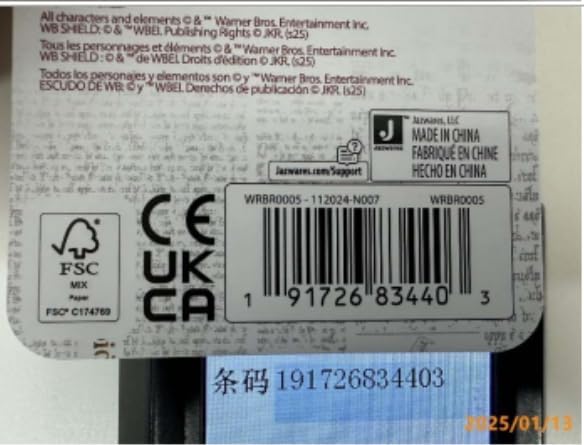 All characters and elements © & ™ Warner Bros. Entertainment Inc.
WB SHIELD: © & ™ WBEI. Publishing Rights © JKR. (s25)
Tous les personnages et éléments © & ™ Warner Bros. Entertainment Inc.
WB SHIELD : © & ™ de WBEI. Droits d'édition © JKR. (s25)
Todos los personajes y elementos son © y ™ Warner Bros. Entertainment Inc.
ESCUDO DE WB: © y ™ WBEI. Derechos de publicación © JKR. (s25)
Jazwares.com/Support
J
JAZWARES
™ Jazwares, LLC
MADE IN CHINA
FABRIQUÉ EN CHINE
HECHO EN CHINA
FSC
MIX
Paper
FSC® C174769
CE
UK
CA
WRBR0005 - 112024-N007 WRBR0005
1 91726 83440 3
条码 191726834403
2025/01/13